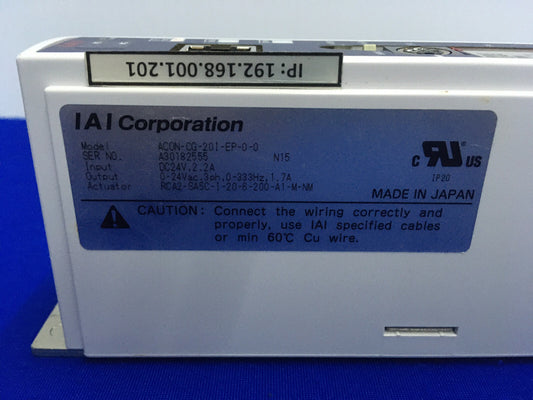 IP: 192.168.001.201
IAI Corporation
Model ACON-CG-20I-EP-0-0
SER NO. A30182555 N15
Input DC24V, 2.2A
Output 0-24Vac, 3ph, 0-333Hz, 1.7A
Actuator RCA2-SA5C-I-20-6-200-A1-M-NM
c RU US
IP20
MADE IN JAPAN
CAUTION: Connect the wiring correctly and
properly, use IAI specified cables
or min 60℃ Cu wire.